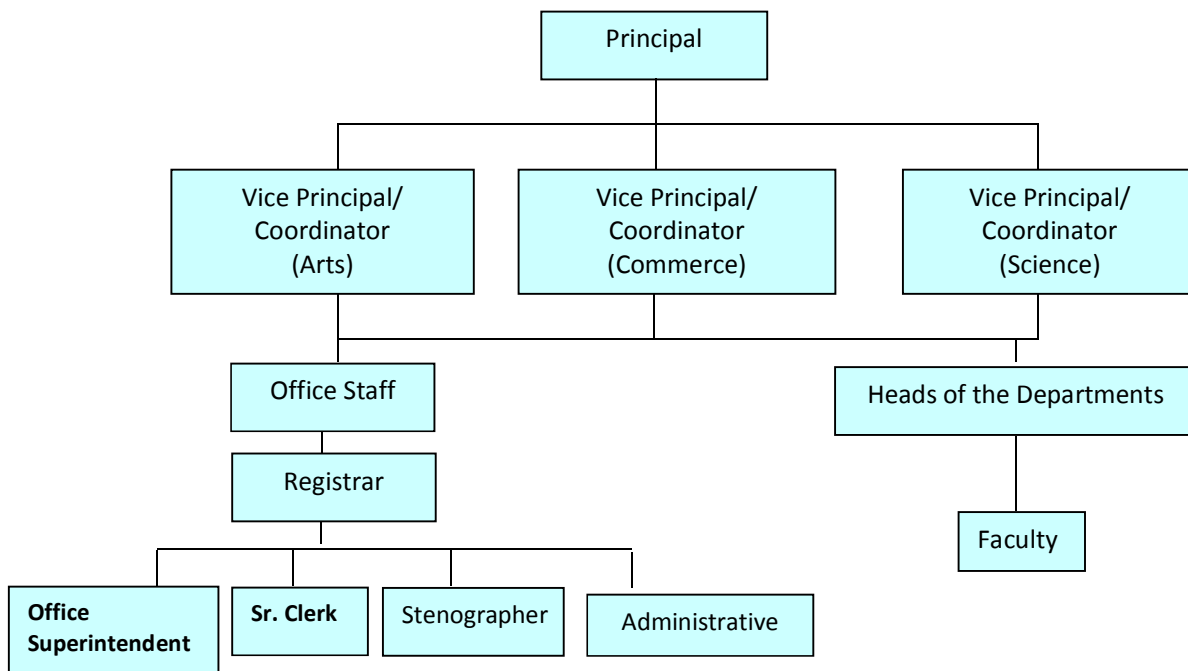 Principal
Vice Principal/
Coordinator
(Arts)
Vice Principal/
Coordinator
(Commerce)
Vice Principal/
Coordinator
(Science)
Office Staff
Heads of the Departments
Registrar
Faculty
Office
Superintendent
Sr. Clerk
Stenographer
Administrative